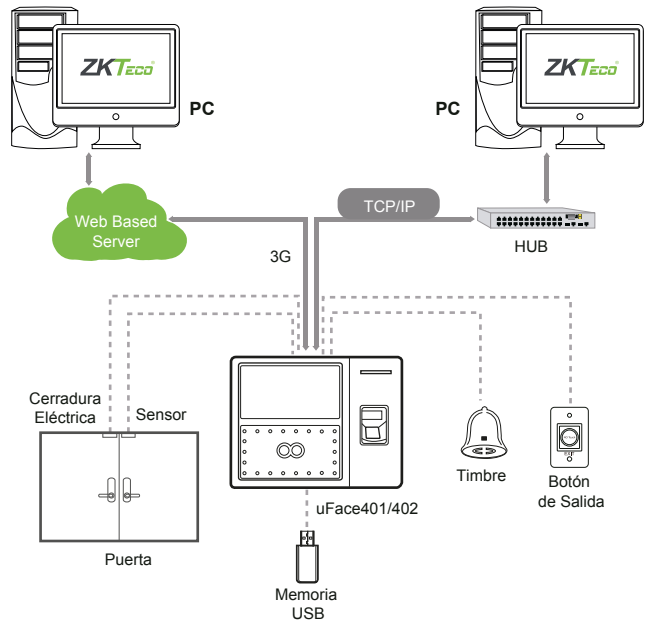 ZKTeco
ZKTeco
PC
PC
TCP/IP
Web Based
Server
HUB
3G
Cerradura
Eléctrica
Sensor
Timbre
Botón
de Salida
EXIT
uFace401/402
Puerta
Memoria
USB